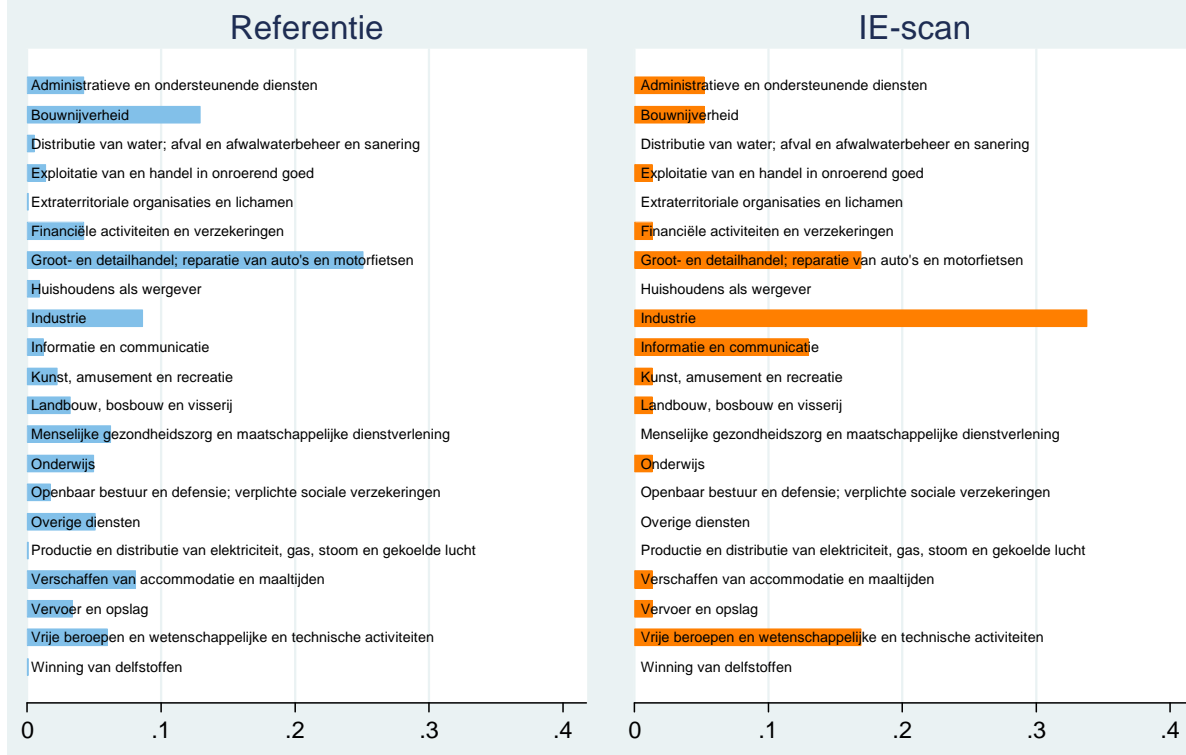 Referentie
Administratieve en ondersteunende diensten
Bouwnijverheid
Distributie van water; afval en afwalwaterbeheer en sanering
Exploitatie van en handel in onroerend goed
Extraterritoriale organisaties en lichamen
Financiële activiteiten en verzekeringen
Groot- en detailhandel; reparatie van auto's en motorfietsen
Huishoudens als wergever
Industrie
Informatie en communicatie
Kunst, amusement en recreatie
Landbouw, bosbouw en visserij
Menselijke gezondheidszorg en maatschappelijke dienstverlening
Onderwijs
Openbaar bestuur en defensie; verplichte sociale verzekeringen
Overige diensten
Productie en distributie van elektriciteit, gas, stoom en gekoelde lucht
Verschaffen van accommodatie en maaltijden
Vervoer en opslag
Vrije beroepen en wetenschappelijke en technische activiteiten
Winning van delfstoffen
0 .1 .2 .3 .4
IE-scan
Administratieve en ondersteunende diensten
Bouwnijverheid
Distributie van water; afval en afwalwaterbeheer en sanering
Exploitatie van en handel in onroerend goed
Extraterritoriale organisaties en lichamen
Financiële activiteiten en verzekeringen
Groot- en detailhandel; reparatie van auto's en motorfietsen
Huishoudens als wergever
Industrie
Informatie en communicatie
Kunst, amusement en recreatie
Landbouw, bosbouw en visserij
Menselijke gezondheidszorg en maatschappelijke dienstverlening
Onderwijs
Openbaar bestuur en defensie; verplichte sociale verzekeringen
Overige diensten
Productie en distributie van elektriciteit, gas, stoom en gekoelde lucht
Verschaffen van accommodatie en maaltijden
Vervoer en opslag
Vrije beroepen en wetenschappelijke en technische activiteiten
Winning van delfstoffen
0 .1 .2 .3 .4